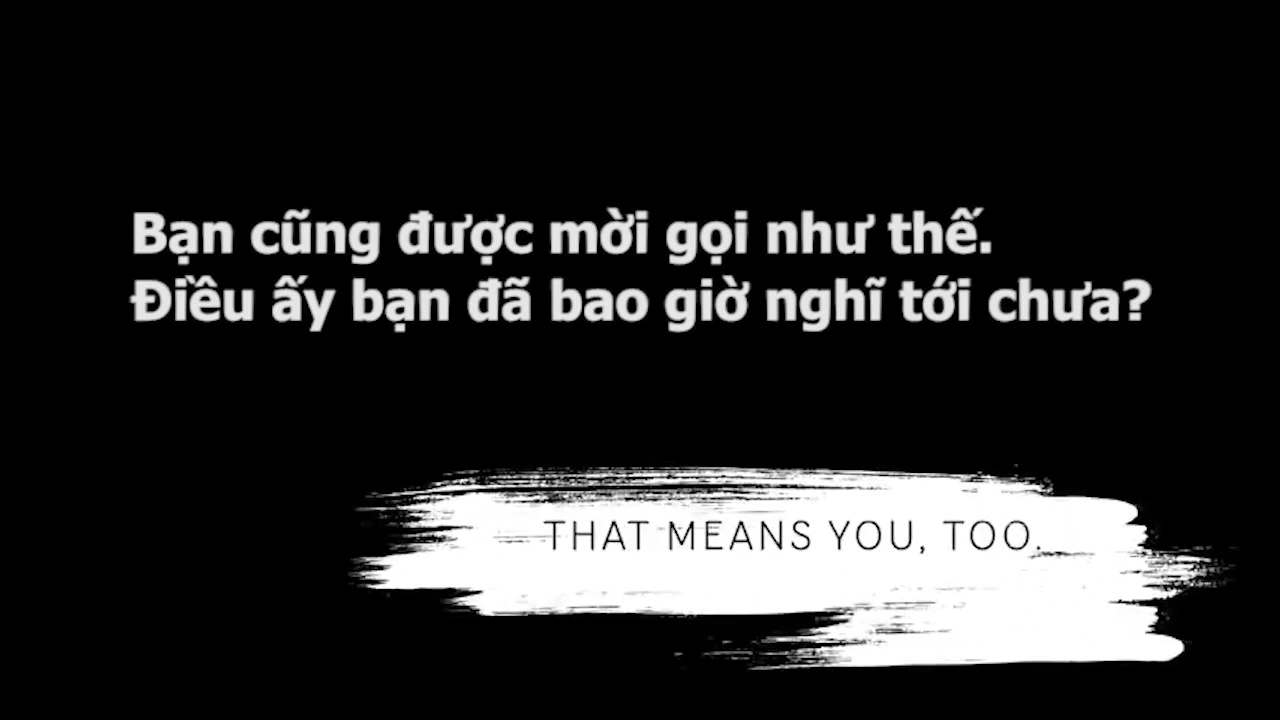 Bạn cũng được mời gọi như thế.
Điều ấy bạn đã bao giờ nghĩ tới chưa?
THAT MEANS YOU, TOO.